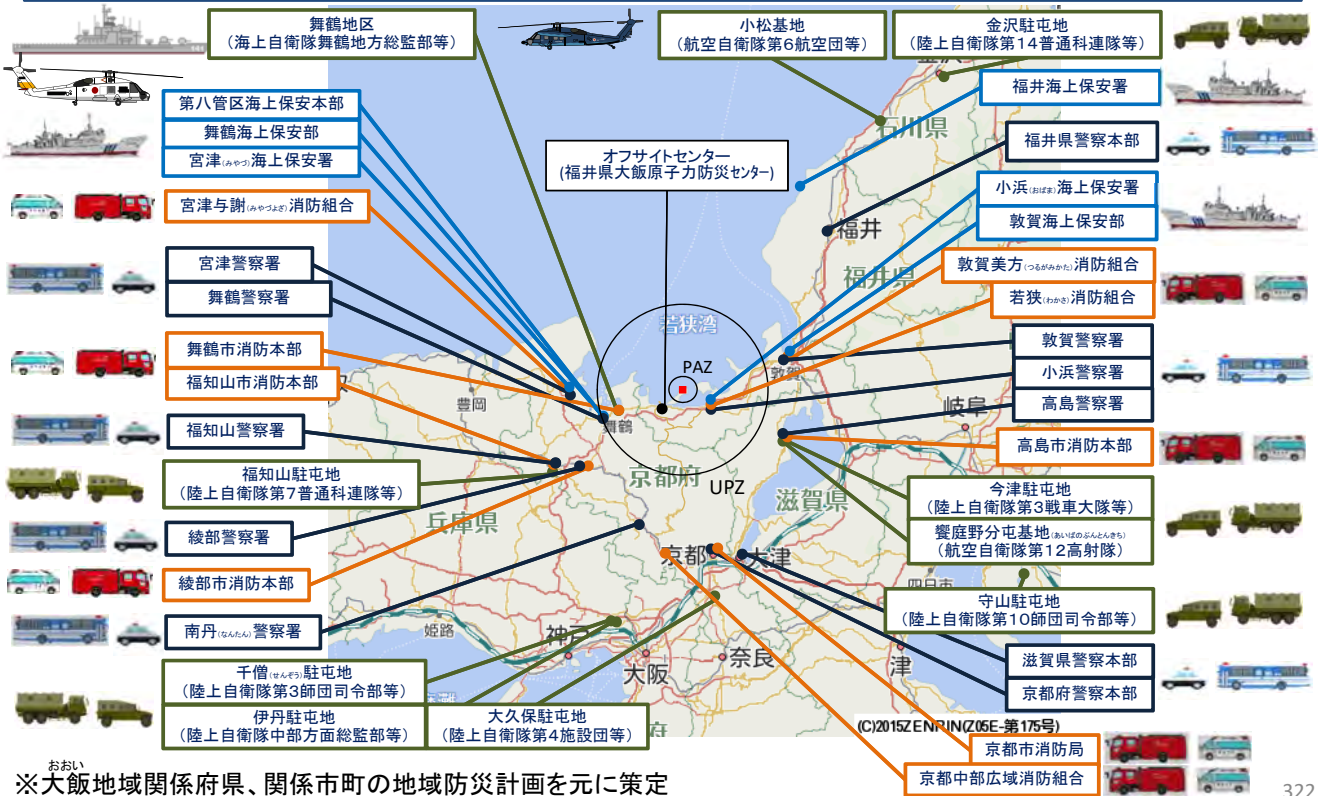 舞鶴地区
(海上自衛隊舞鶴地方総監部等)
小松基地
(航空自衛隊第6航空団等)
金沢駐屯地
(陸上自衛隊第14普通科連隊等)
第八管区海上保安本部
舞鶴海上保安部
宮津(みやづ)海上保安署
宮津与謝(みやづよざ)消防組合
宮津警察署
舞鶴警察署
舞鶴市消防本部
福知山市消防本部
福知山警察署
福知山駐屯地
(陸上自衛隊第7普通科連隊等)
綾部警察署
綾部市消防本部
南丹(なんたん)警察署
千僧(せんぞう)駐屯地
(陸上自衛隊第3師団司令部等)
伊丹駐屯地
(陸上自衛隊中部方面総監部等)
大久保駐屯地
(陸上自衛隊第4施設団等)
オフサイトセンター
(福井県大飯原子力防災センター)
福井海上保安署
福井県警察本部
小浜(おばま)海上保安署
敦賀海上保安部
敦賀美方(つるがみかた)消防組合
若狭(わかさ)消防組合
敦賀警察署
小浜警察署
高島警察署
高島市消防本部
今津駐屯地
(陸上自衛隊第3戦車大隊等)
饗庭野分屯基地(あいばのぶんとんきち)
(航空自衛隊第12高射隊)
守山駐屯地
(陸上自衛隊第10師団司令部等)
滋賀県警察本部
京都府警察本部
京都市消防局
京都中部広域消防組合
石川県
福井
福井県
若狭湾
PAZ
敦賀
豊岡
舞鶴
岐阜
京都府
UPZ
滋賀県
兵庫県
京都
大津
四日市
姫路
神戸
大阪
奈良
津
(C)2015ZENRIN(Z05E-第175号)
おおい
※大飯地域関係府県、関係市町の地域防災計画を元に策定
322